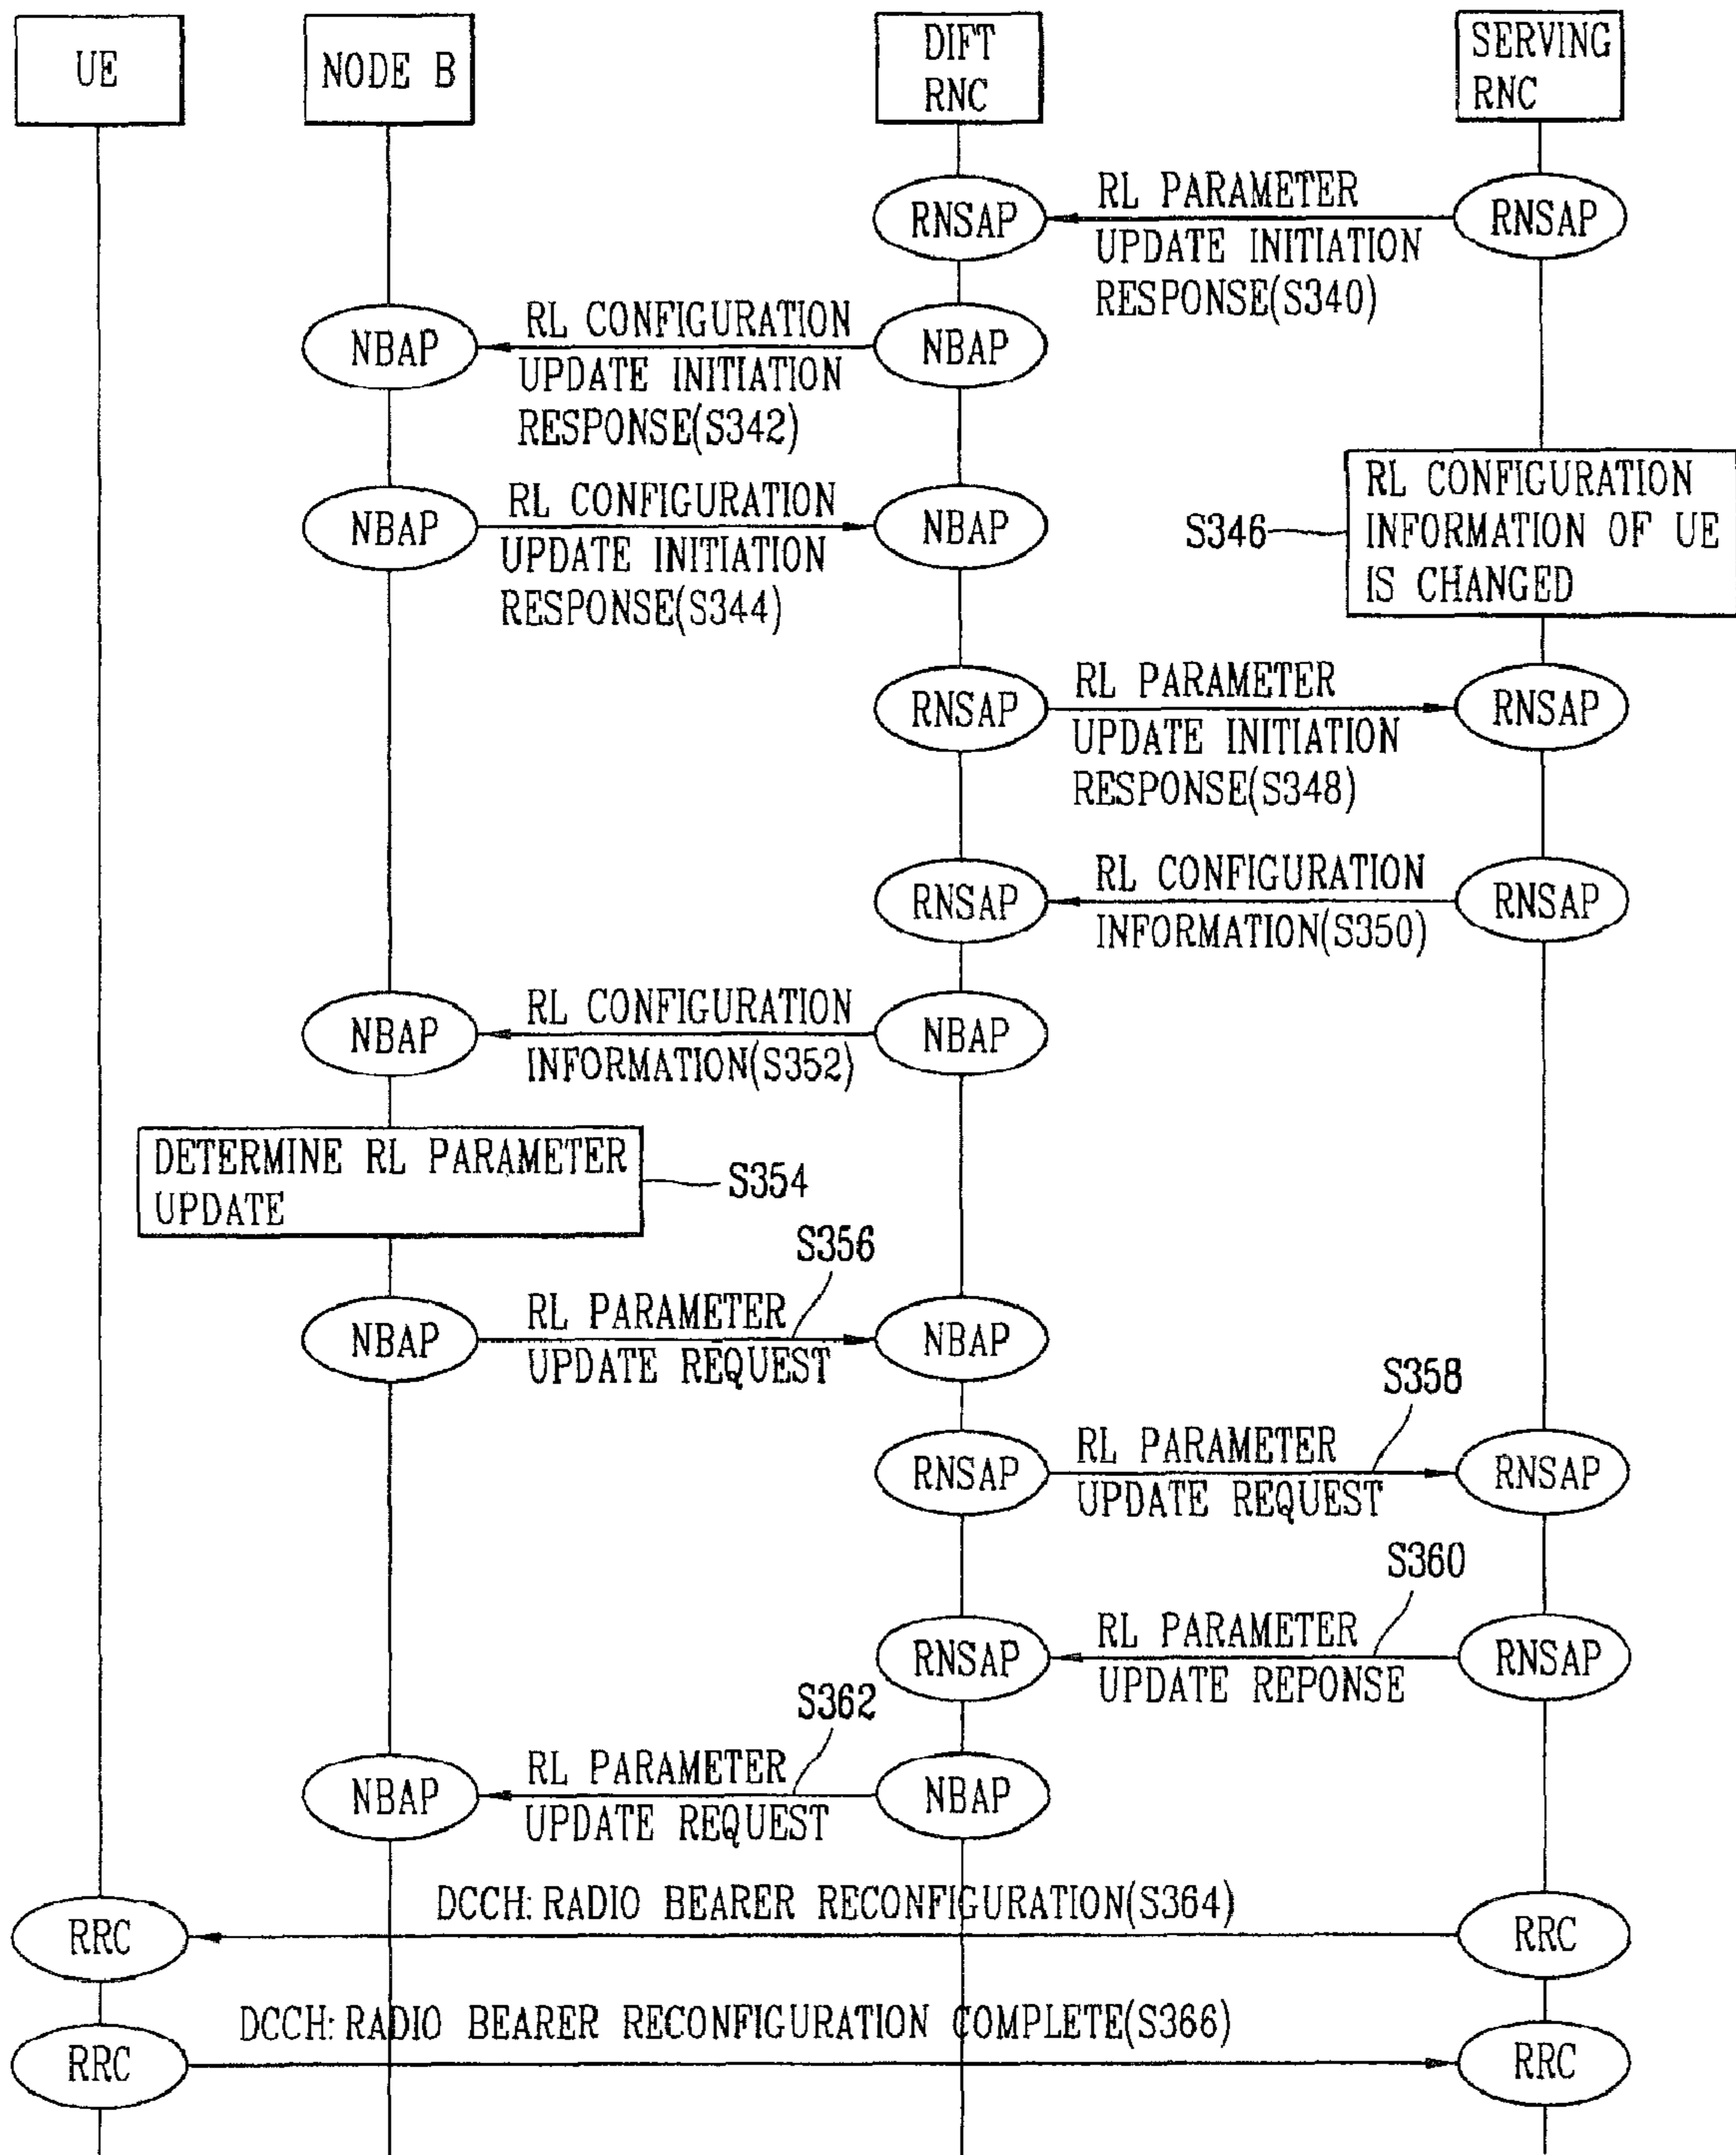 UE
NODE B
DIFT
RNC
SERVING
RNC
RNSAP
RL PARAMETER
UPDATE INITIATION
RESPONSE(S340)
RNSAP
NBAP
RL CONFIGURATION
UPDATE INITIATION
RESPONSE(S342)
NBAP
RL CONFIGURATION
INFORMATION OF UE
IS CHANGED
S346
NBAP
RL CONFIGURATION
UPDATE INITIATION
RESPONSE(S344)
NBAP
RNSAP
RL PARAMETER
UPDATE INITIATION
RESPONSE(S348)
RNSAP
RNSAP
RL CONFIGURATION
INFORMATION(S350)
RNSAP
NBAP
RL CONFIGURATION
INFORMATION(S352)
NBAP
DETERMINE RL PARAMETER
UPDATE
S354
S356
NBAP
RL PARAMETER
UPDATE REQUEST
NBAP
S358
RNSAP
RL PARAMETER
UPDATE REQUEST
RNSAP
S360
RNSAP
RL PARAMETER
UPDATE REPONSE
RNSAP
S362
NBAP
RL PARAMETER
UPDATE REQUEST
NBAP
DCCH: RADIO BEARER RECONFIGURATION(S364)
RRC
RRC
DCCH: RADIO BEARER RECONFIGURATION COMPLETE(S366)
RRC
RRC